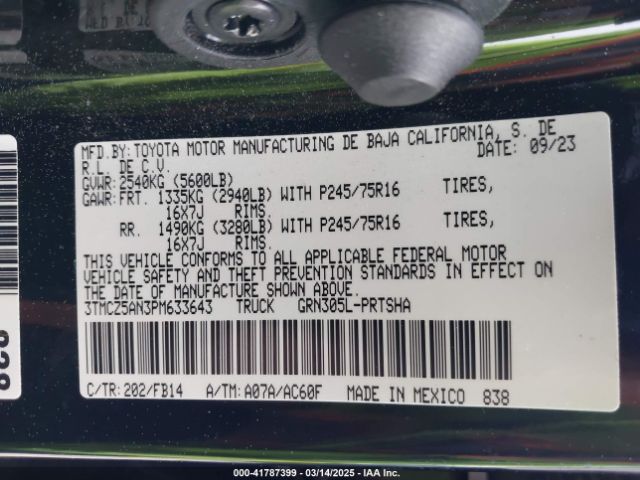 MFD.BY: TOYOTA MOTOR MANUFACTURING DE BAJA CALIFORNIA, S. DE
R.L. DE C.V. DATE: 09/23
GVWR: 2540KG (5600LB)
GAWR: FRT. 1335KG (2940LB) WITH P245/75R16 TIRES,
16X7J RIMS.
RR. 1490KG (3280LB) WITH P245/75R16 TIRES,
16X7J RIMS.
THIS VEHICLE CONFORMS TO ALL APPLICABLE FEDERAL MOTOR
VEHICLE SAFETY AND THEFT PREVENTION STANDARDS IN EFFECT ON
THE DATE OF MANUFACTURE SHOWN ABOVE.
3TMCZ5AN3PM633643 TRUCK GRN305L-PRTSHA
C/TR: 202/FB14 A/TM: A07A/AC60F MADE IN MEXICO 838
000-41787399 — 03/14/2025 — IAA Inc.